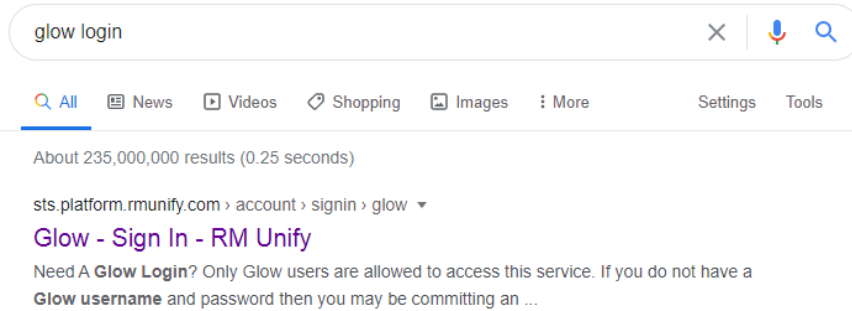 glow login
All News Videos Shopping Images More Settings Tools
About 235,000,000 results (0.25 seconds)
sts.platform.rmunify.com › account › signin › glow
Glow - Sign In - RM Unify
Need A Glow Login? Only Glow users are allowed to access this service. If you do not have a
Glow username and password then you may be committing an ...